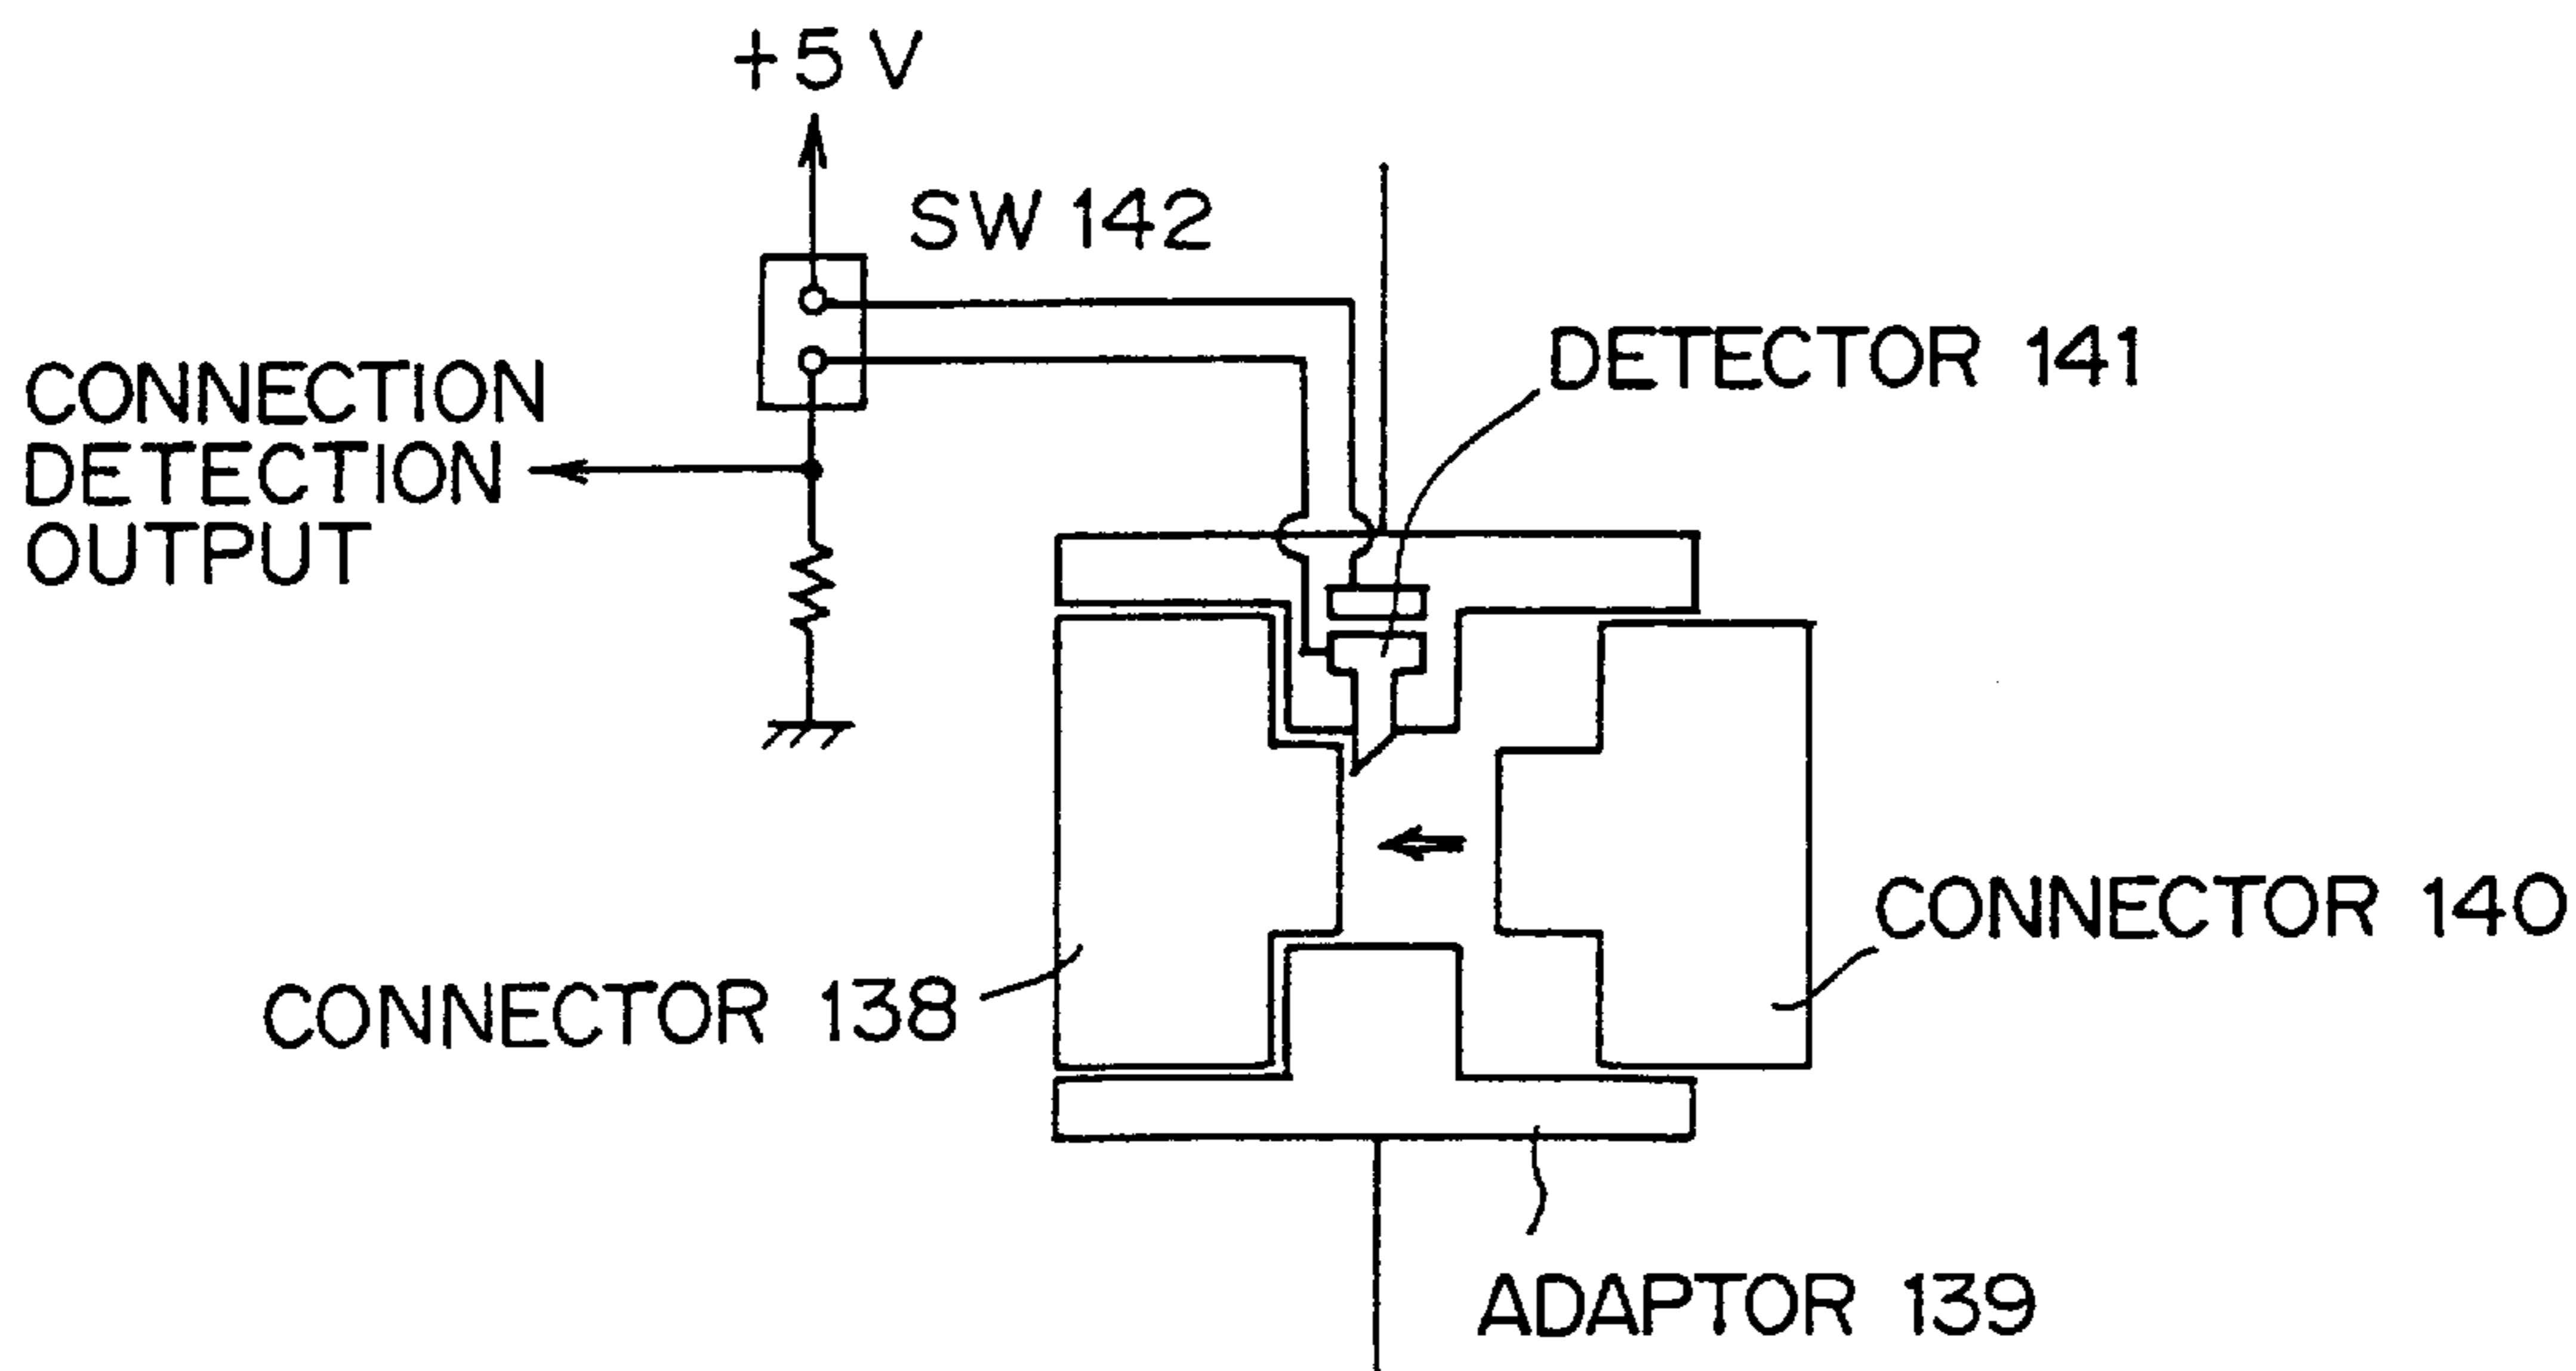 +5 V
SW 142
DETECTOR 141
CONNECTION
DETECTION
OUTPUT
CONNECTOR 140
CONNECTOR 138
ADAPTOR 139